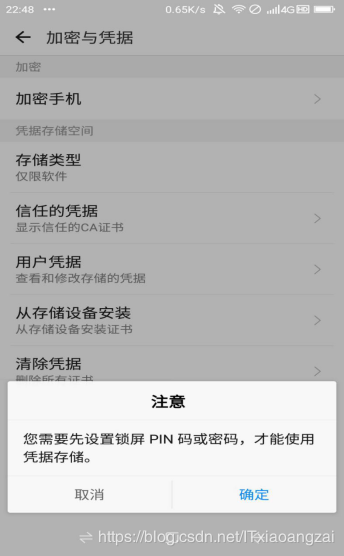 22:48 ··· 0.65K/s 4G HD
加密与凭据
加密
加密手机
凭据存储空间
存储类型
仅限软件
信任的凭据
显示信任的CA证书
用户凭据
查看和修改存储的凭据
从存储设备安装
从存储设备安装证书
清除凭据
删除所有证书
注意
您需要先设置锁屏 PIN 码或密码，才能使用
凭据存储。
取消 确定
https://blog.csdn.net/ITxiaoangzai